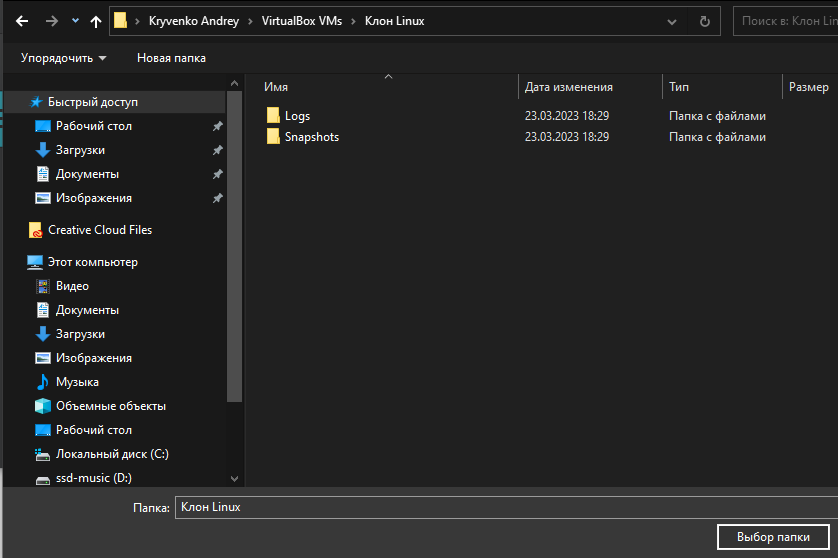 Kryvenko Andrey › VirtualBox VMs › Клон Linux
Поиск в: Клон Lin
Упорядочить Новая папка
Имя Дата изменения Тип Размер
Logs 23.03.2023 18:29 Папка с файлами
Snapshots 23.03.2023 18:29 Папка с файлами
Быстрый доступ
Рабочий стол
Загрузки
Документы
Изображения
Creative Cloud Files
Этот компьютер
Видео
Документы
Загрузки
Изображения
Музыка
Объемные объекты
Рабочий стол
Локальный диск (C:)
ssd-music (D:)
Папка: Клон Linux
Выбор папки